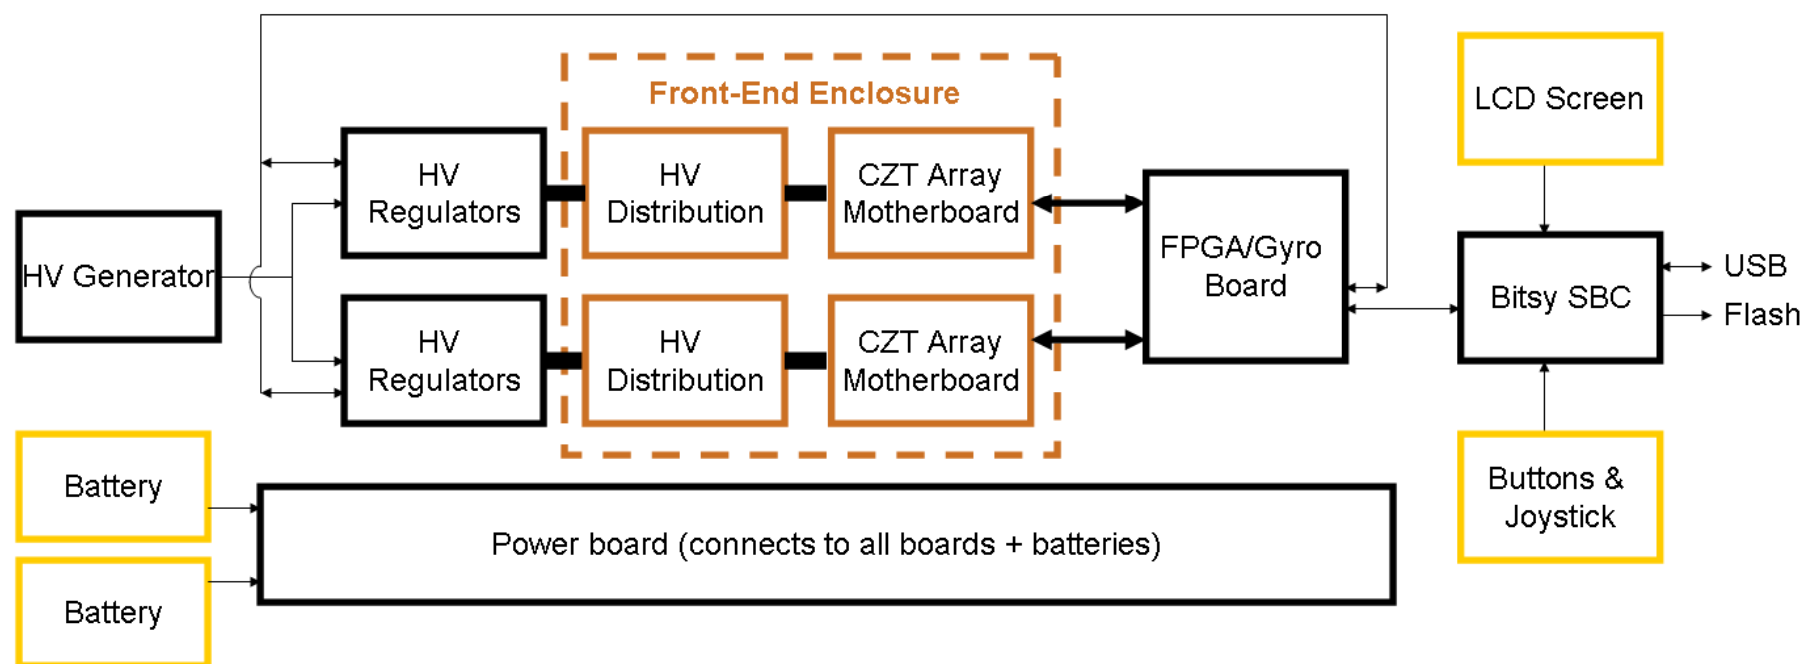 Front-End Enclosure
LCD Screen
HV
Regulators
HV
Distribution
CZT Array
Motherboard
HV Generator
FPGA/Gyro
Board
Bitsy SBC
USB
Flash
HV
Regulators
HV
Distribution
CZT Array
Motherboard
Battery
Buttons &
Joystick
Power board (connects to all boards + batteries)
Battery